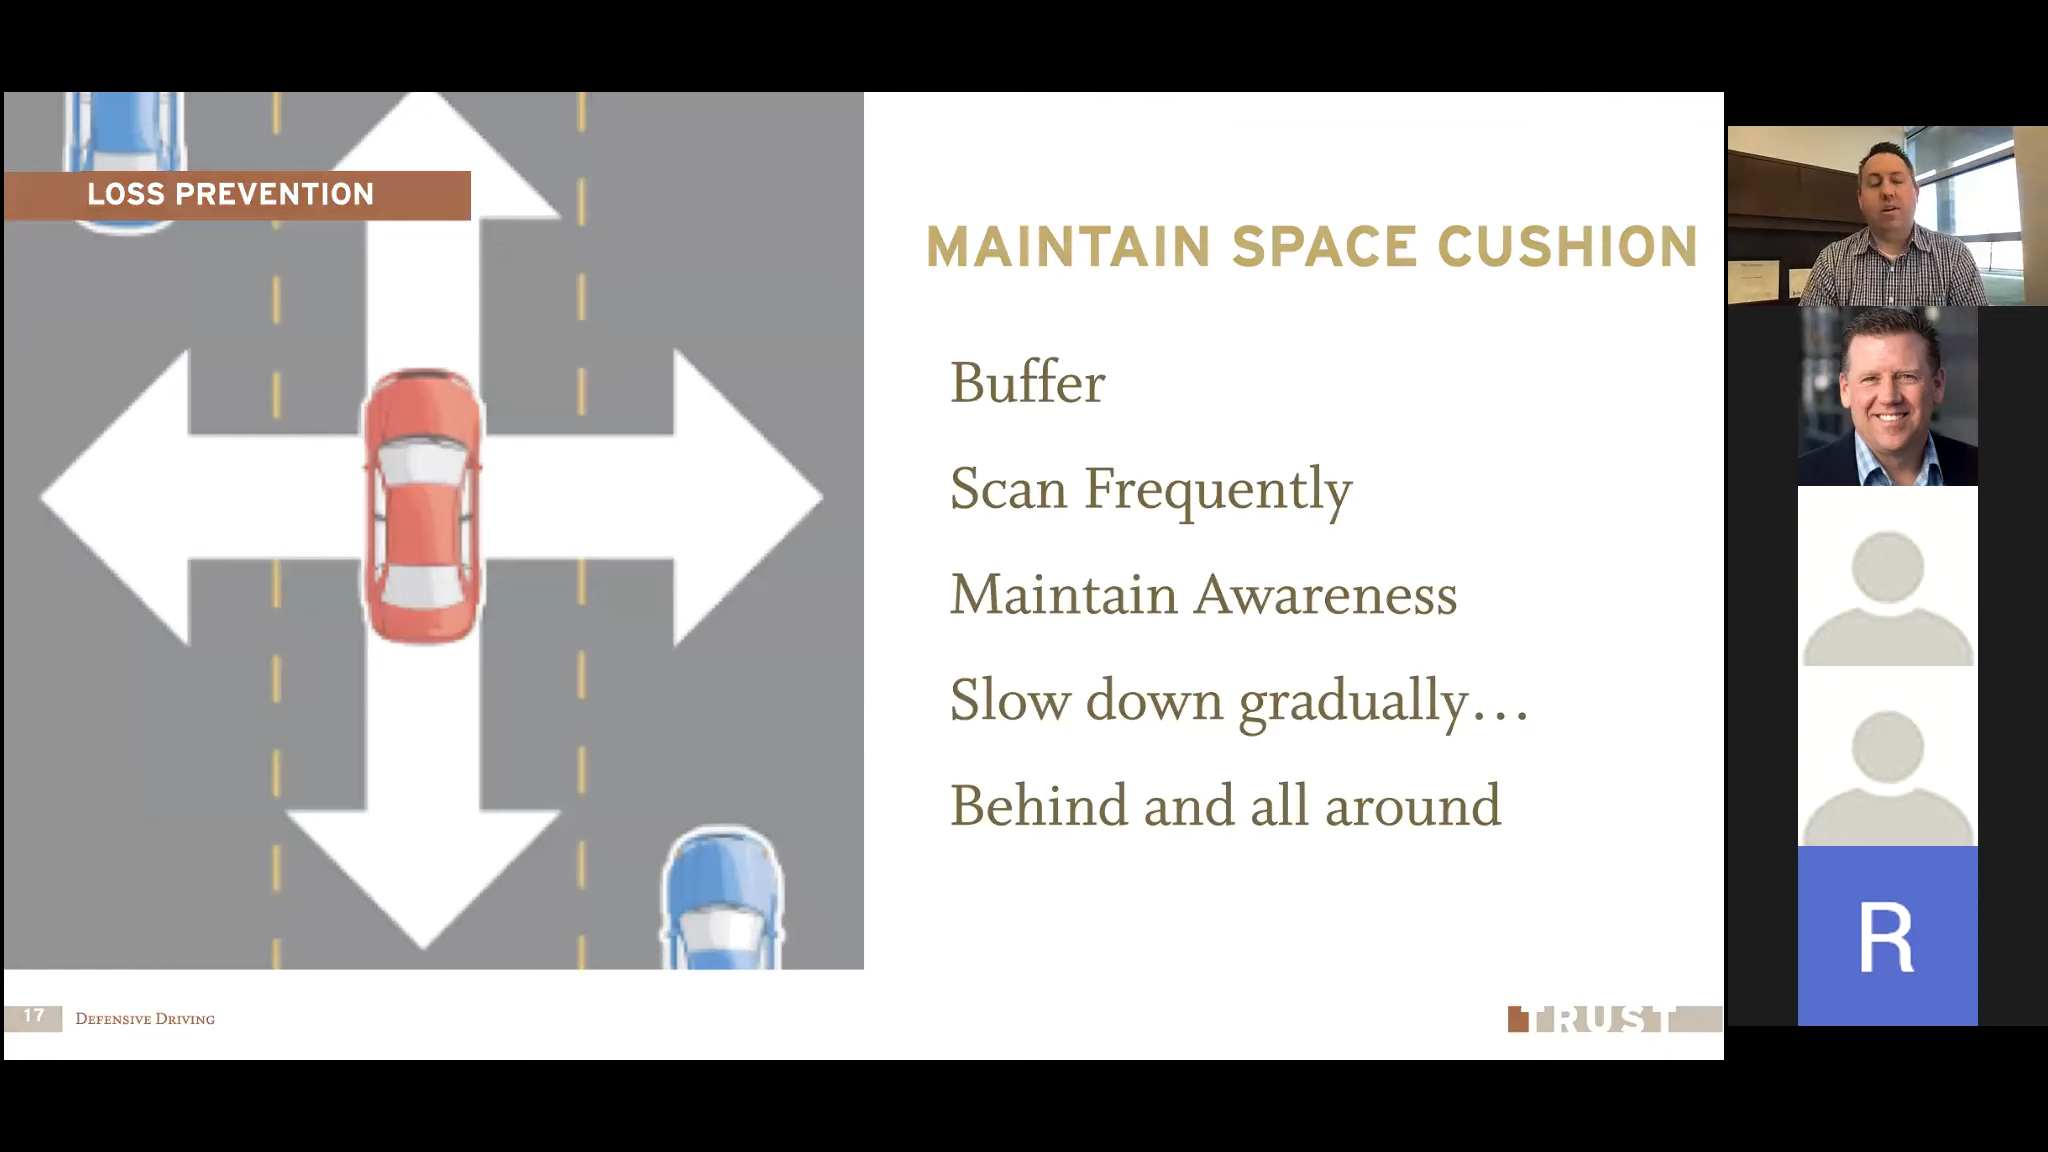 LOSS PREVENTION
MAINTAIN SPACE CUSHION
Buffer
Scan Frequently
Maintain Awareness
Slow down gradually…
Behind and all around
17
Defensive Driving
TRUST
R